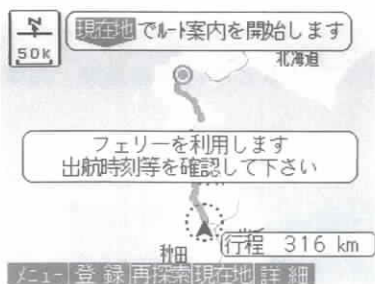 50K
現在地 でルート案内を開始します
北海道
フェリーを利用します
出航時刻等を確認して下さい
秋田
行程 316 km
メニュー 登録 再探索 現在地 詳細